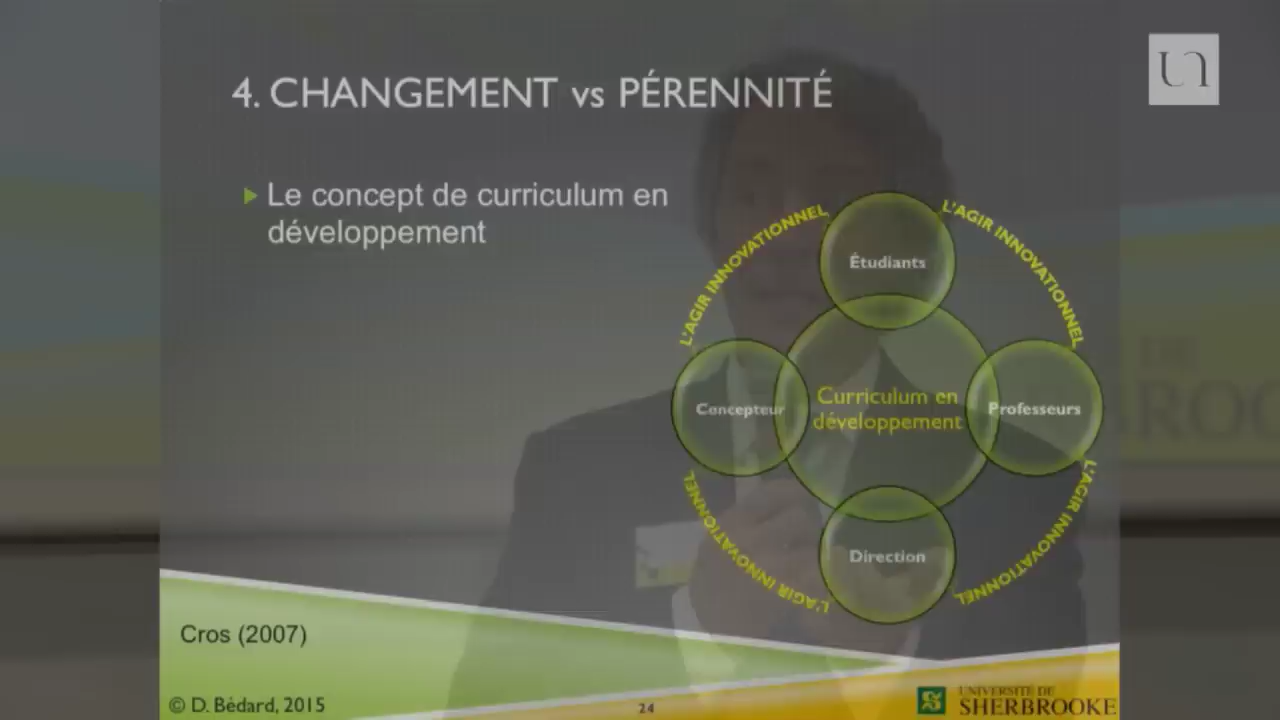 4. CHANGEMENT vs PÉRENNITÉ
Le concept de curriculum en
développement
L'AGIR INNOVATIONNEL
L'AGIR INNOVATIONNEL
Étudiants
Concepteur
Curriculum en
développement
Professeurs
Direction
L'AGIR INNOVATIONNEL
L'AGIR INNOVATIONNEL
Cros (2007)
© D. Bédard, 2015
24
UNIVERSITÉ DE
SHERBROOKE
DE